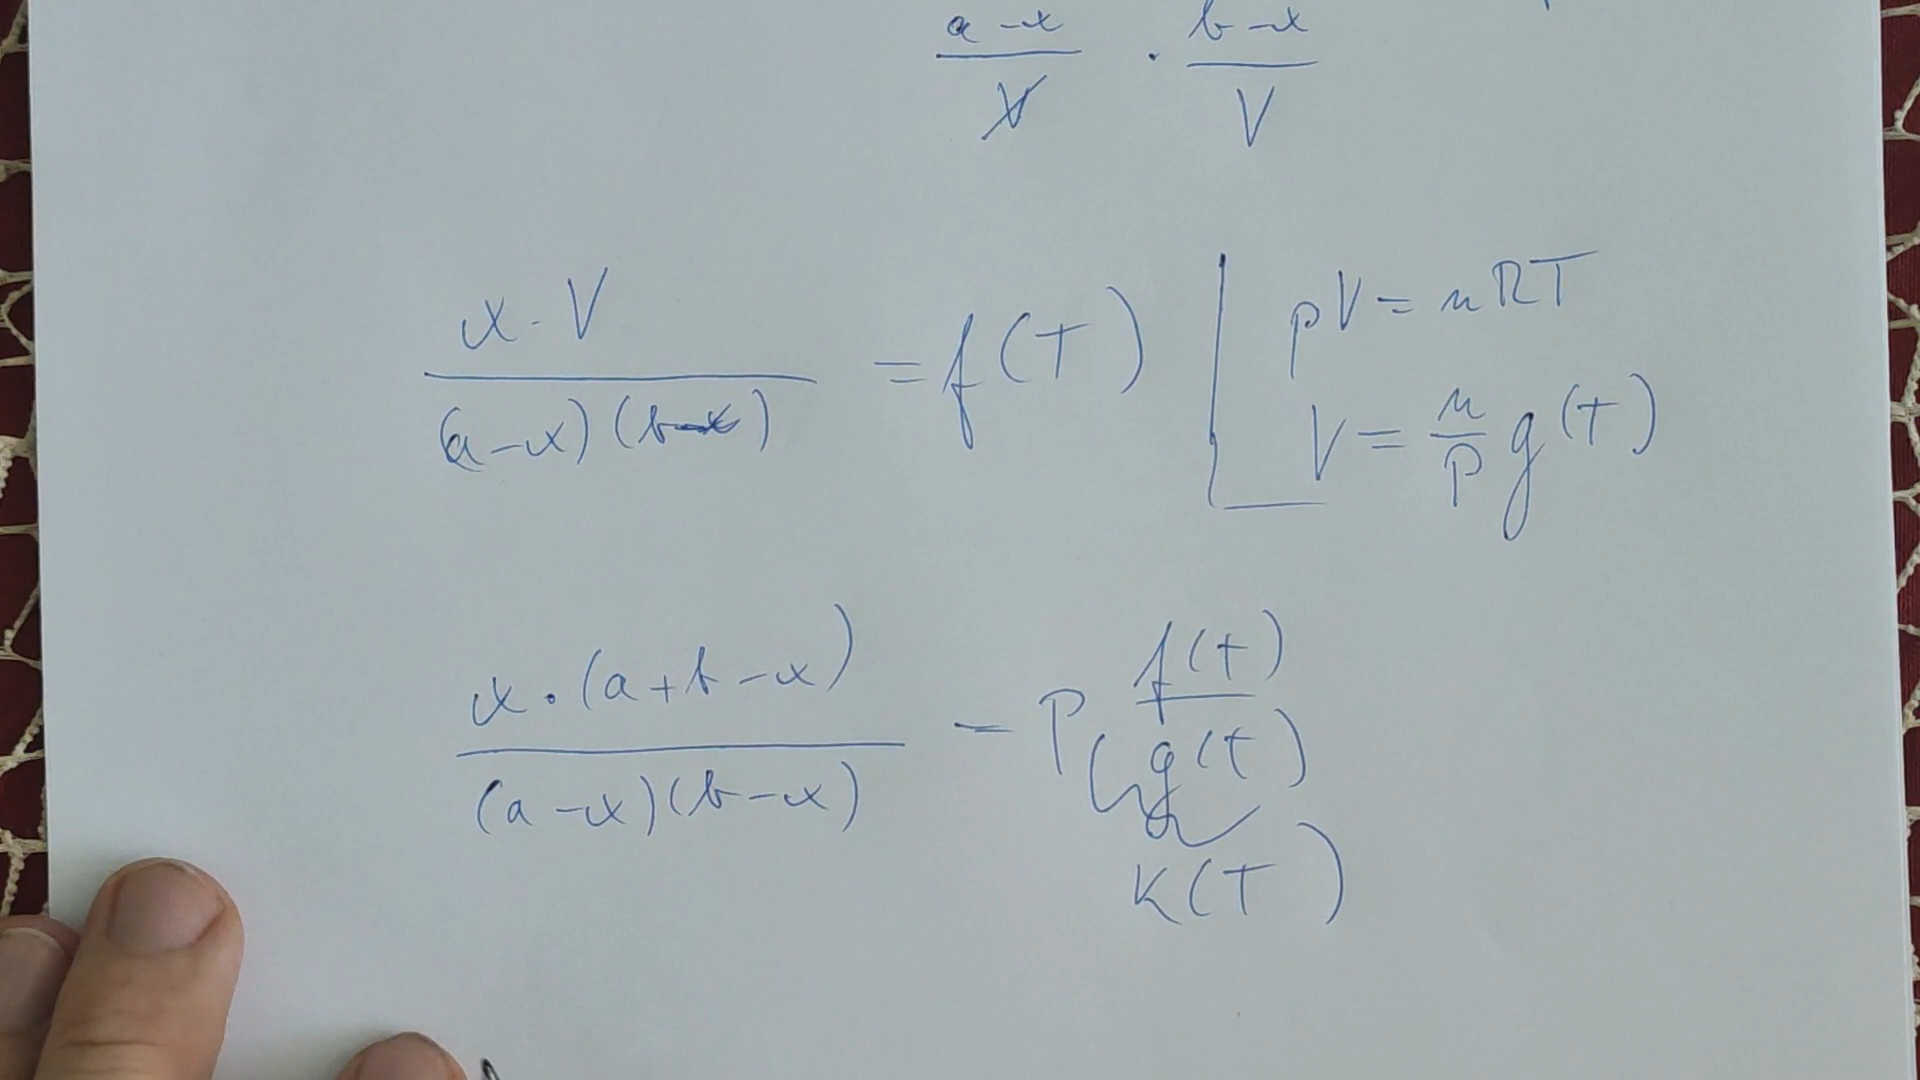 a-x / V · b-x / V
x · V / (a-x)(b-x) = f(T)
pV = nRT
V = n/p g(T)
x · (a+b-x) / (a-x)(b-x) = P f(T) / g(T)
K(T)